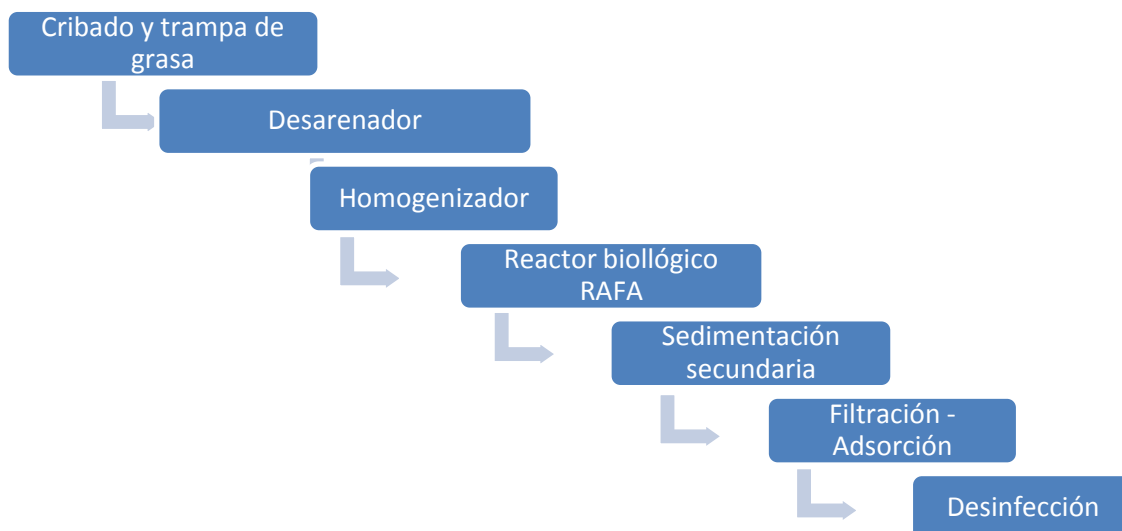 Cribado y trampa de
grasa
Desarenador
Homogenizador
Reactor biollógico
RAFA
Sedimentación
secundaria
Filtración -
Adsorción
Desinfección